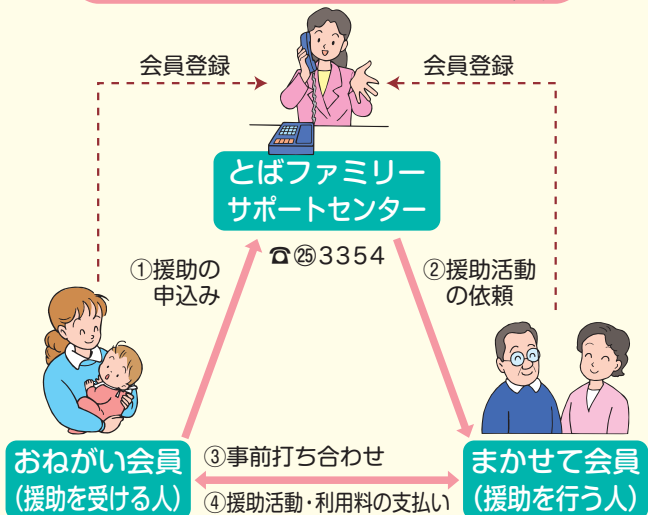 会員登録
会員登録
とばファミリー
サポートセンター
☎㉕3354
①援助の
申込み
②援助活動
の依頼
おねがい会員
(援助を受ける人)
③事前打ち合わせ
④援助活動・利用料の支払い
まかせて会員
(援助を行う人)